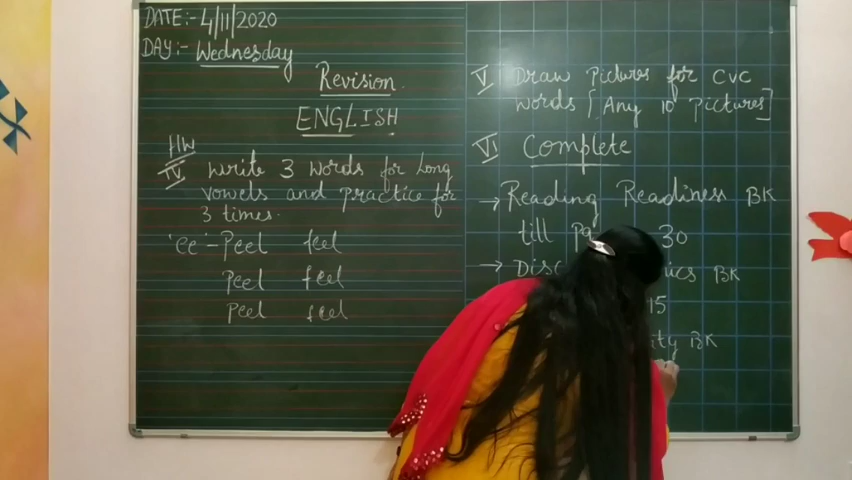 DATE:- 4/11/2020
DAY:- Wednesday
Revision
ENGLISH
HW
IV Write 3 words for long
vowels and practice for
3 times.
'ee'- Peel feel
Peel feel
Peel feel
V Draw pictures for CVC
words [Any 10 pictures]
VI Complete
→ Reading Readiness BK
till pg 30
→ BK
15
BK